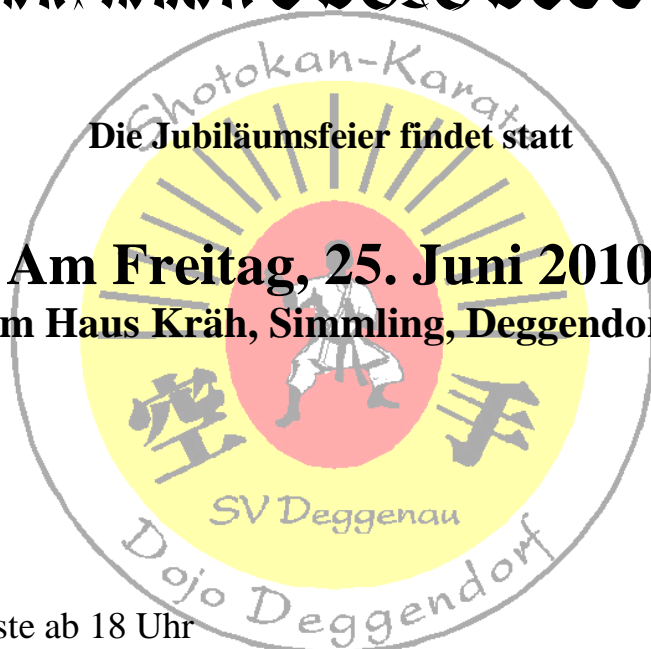 Shotokan-Karate
Die Jubiläumsfeier findet statt
Am Freitag, 25. Juni 2010
Haus Kräh, Simmling,
空 手
SV Deggenau
Dojo Deggendorf
ab 18 Uhr